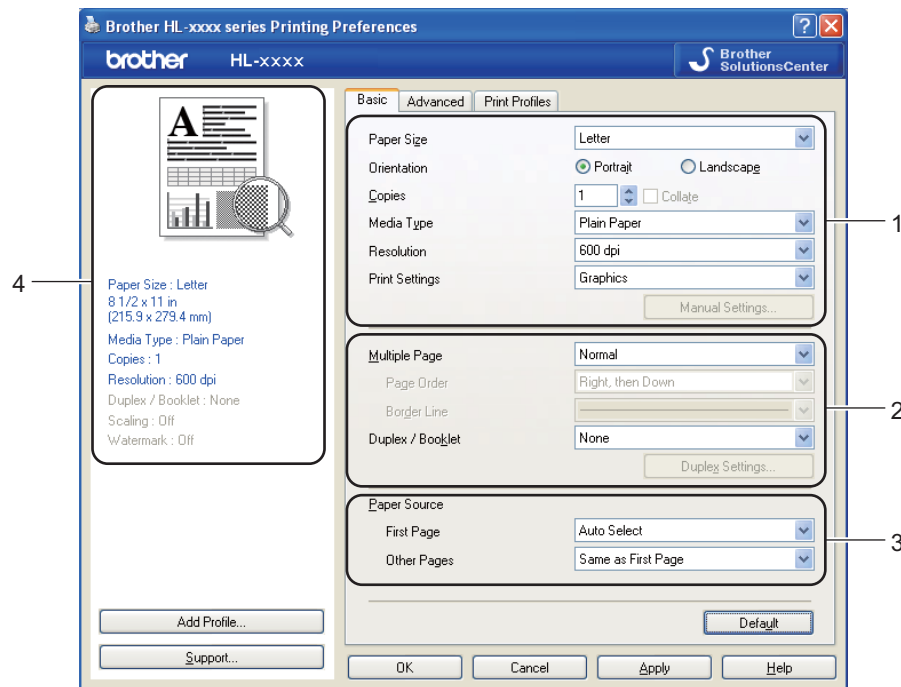 Brother HL-xxxx series Printing Preferences
brother HL-xxxx
Brother
SolutionsCenter
A
Paper Size : Letter
8 1/2 x 11 in
(215.9 x 279.4 mm)
Media Type : Plain Paper
Copies : 1
Resolution : 600 dpi
Duplex / Booklet : None
Scaling : Off
Watermark : Off
Add Profile...
Support...
4
Basic Advanced Print Profiles
Paper Size Letter
Orientation Portrait Landscape
Copies 1 Collate
Media Type Plain Paper
Resolution 600 dpi
Print Settings Graphics
Manual Settings...
1
Multiple Page Normal
Page Order Right, then Down
Border Line
Duplex / Booklet None
Duplex Settings...
2
Paper Source
First Page Auto Select
Other Pages Same as First Page
3
Default
OK Cancel Apply Help